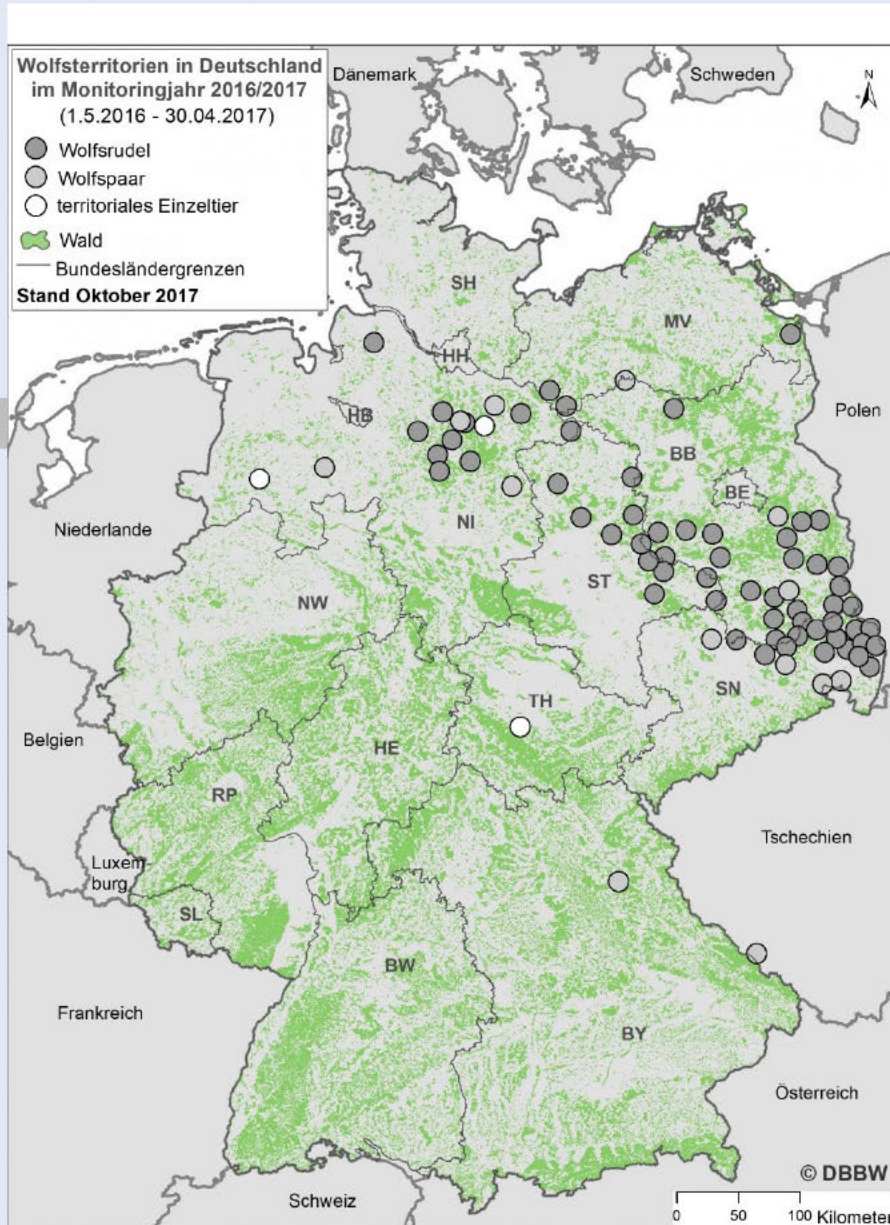 Wolfsterritorien in Deutschland
im Monitoringjahr 2016/2017
(1.5.2016 - 30.04.2017)
Wolfsrudel
Wolfspaar
territoriales Einzeltier
Wald
Bundesländergrenzen
Stand Oktober 2017
Dänemark
Schweden
N
SH
MV
HH
HB
Polen
BB
BE
Niederlande
NI
ST
NW
SN
TH
Belgien
HE
RP
Tschechien
Luxem-
burg
SL
BW
Frankreich
BY
Österreich
© DBBW
Schweiz
0 50 100 Kilometer